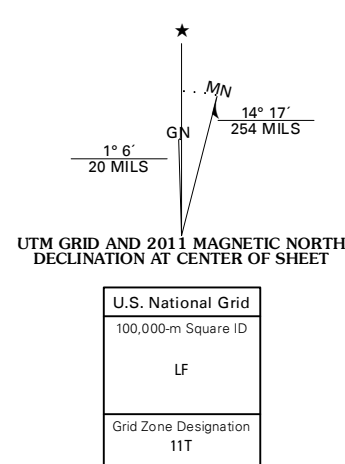 ★
MN
GN
14° 17´
254 MILS
1° 6´
20 MILS
UTM GRID AND 2011 MAGNETIC NORTH
DECLINATION AT CENTER OF SHEET
U.S. National Grid
100,000-m Square ID
LF
Grid Zone Designation
11T